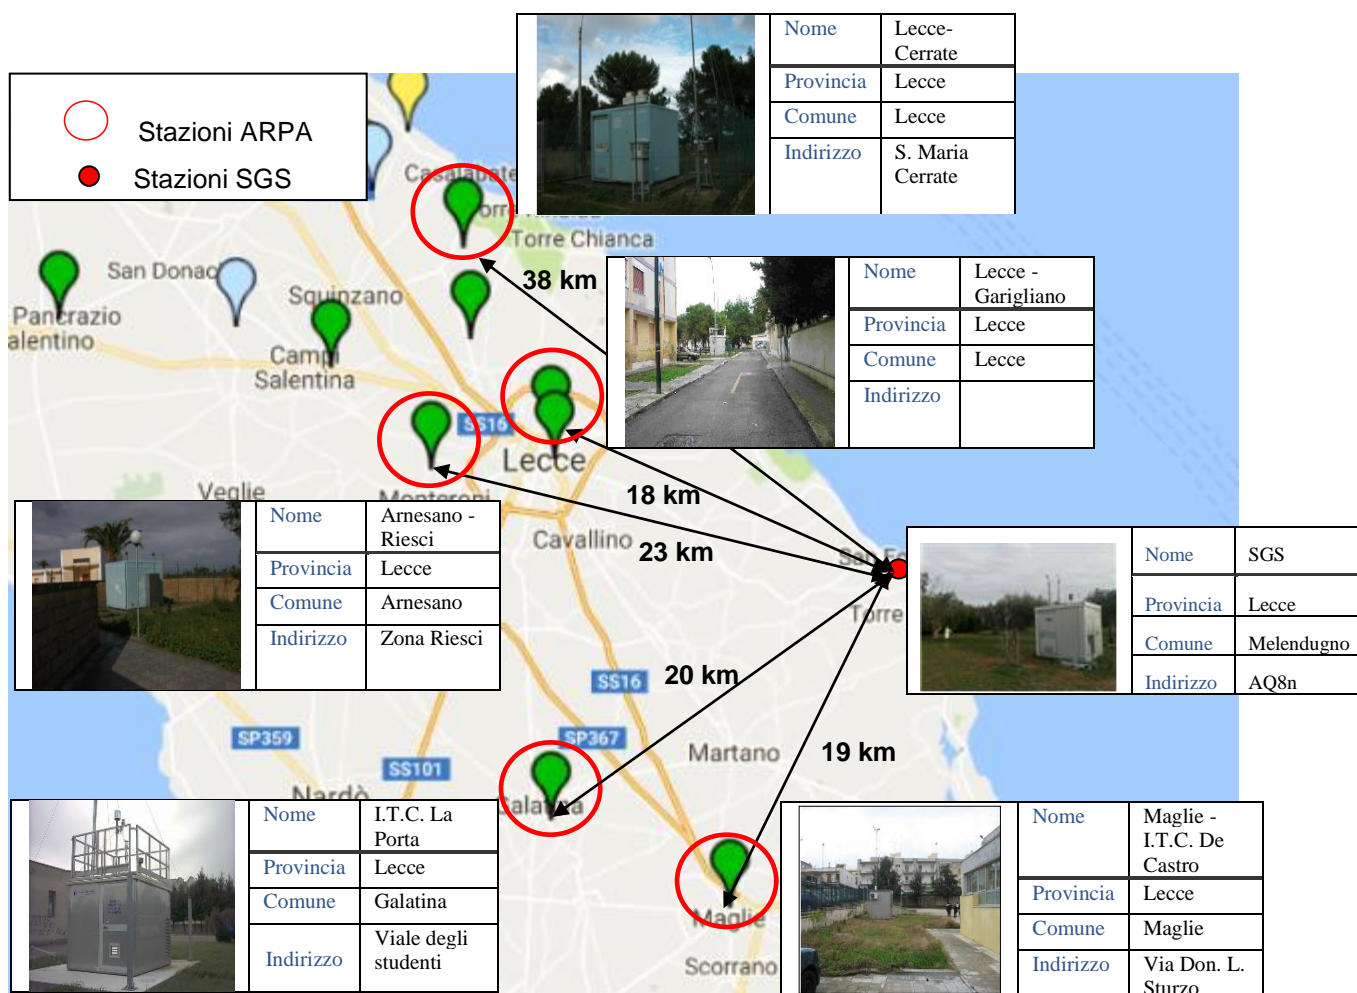 Nome Lecce-
Cerrate
Provincia Lecce
Comune Lecce
Indirizzo S. Maria
Cerrate
Stazioni ARPA
Stazioni SGS
Torre Chianca
San Donac
38 km
Nome Lecce -
Garigliano
Provincia Lecce
Comune Lecce
Indirizzo
Squinzano
Pancrazio
alentino
Campi
Salentina
SS16
Lecce
Veglie
18 km
Cavallino
23 km
Nome Arnesano -
Riesci
Provincia Lecce
Comune Arnesano
Indirizzo Zona Riesci
Torre
Nome SGS
Provincia Lecce
Comune Melendugno
Indirizzo AQ8n
20 km
SS16
SP359
SP367
SS101
Martano
19 km
Nardò
Nome I.T.C. La
Porta
Provincia Lecce
Comune Galatina
Indirizzo Viale degli
studenti
Maglie
Scorrano
Nome Maglie -
I.T.C. De
Castro
Provincia Lecce
Comune Maglie
Indirizzo Via Don. L.
Sturzo